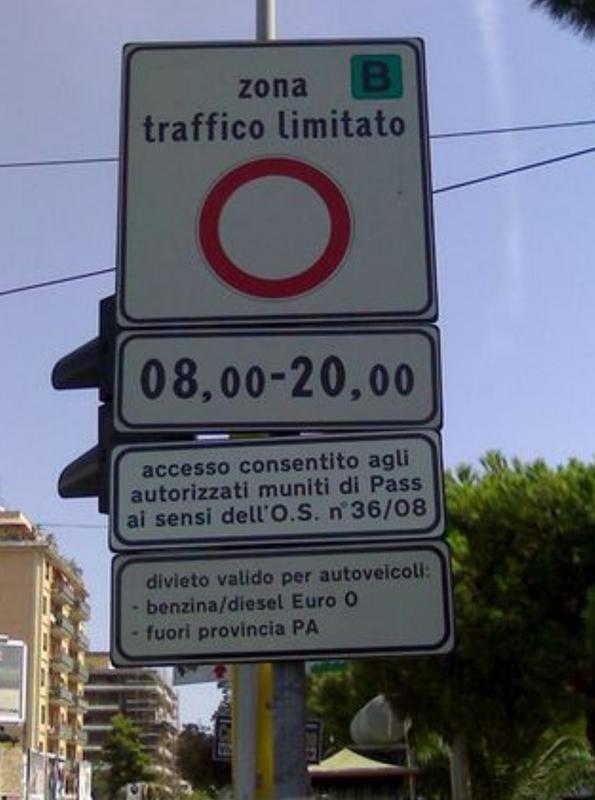 B
zona
traffico limitato
08,00-20,00
accesso consentito agli
autorizzati muniti di Pass
ai sensi dell'O.S. n°36/08
divieto valido per autoveicoli:
- benzina/diesel Euro 0
- fuori provincia PA